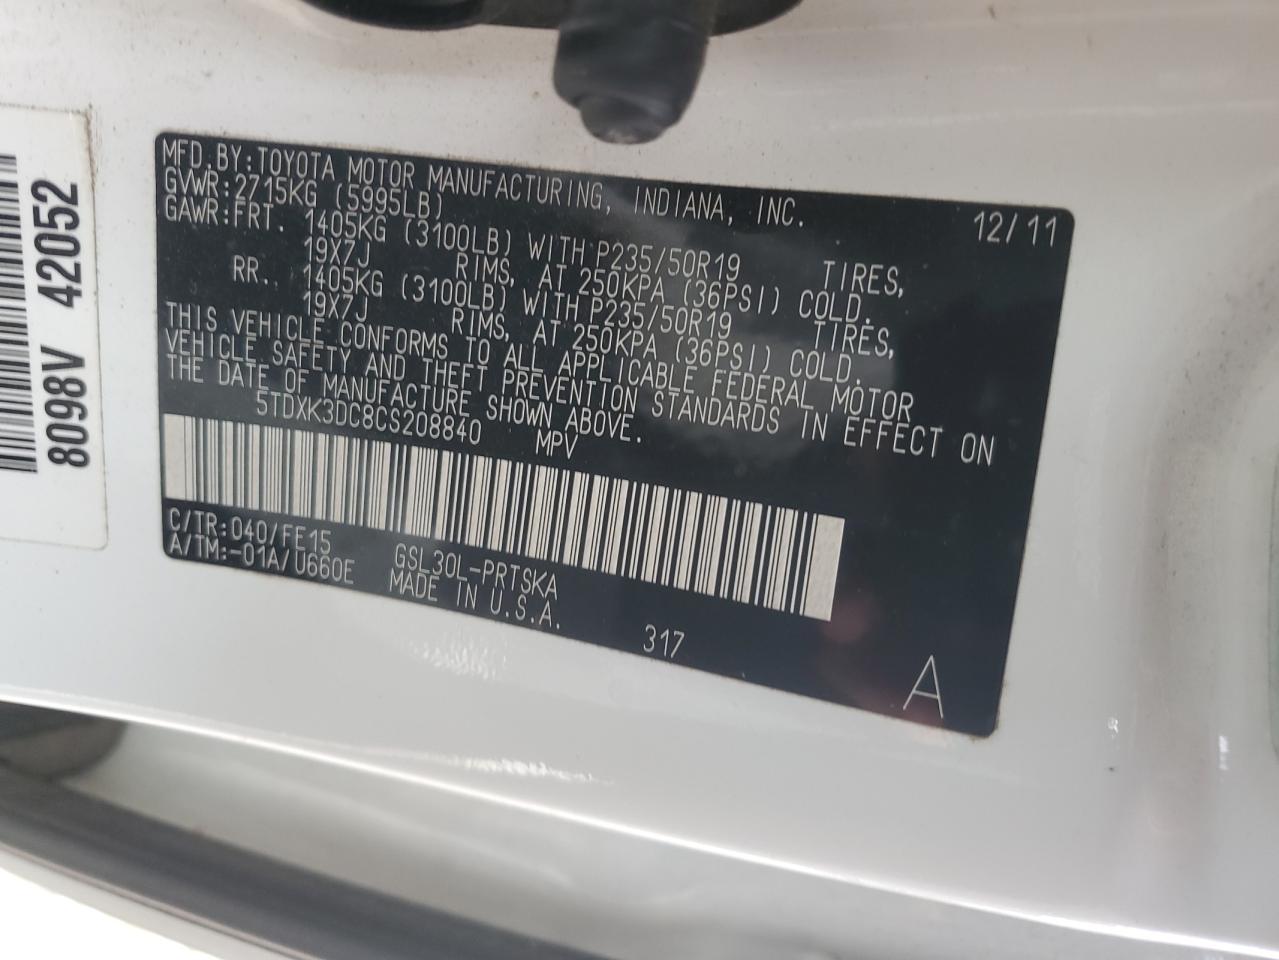 8098V 42052
MFD.BY:TOYOTA MOTOR MANUFACTURING, INDIANA, INC. 12/11
GVWR:2715KG (5995LB)
GAWR:FRT. 1405KG (3100LB) WITH P235/50R19 TIRES,
19X7J RIMS, AT 250KPA (36PSI) COLD.
RR. 1405KG (3100LB) WITH P235/50R19 TIRES,
19X7J RIMS, AT 250KPA (36PSI) COLD.
THIS VEHICLE CONFORMS TO ALL APPLICABLE FEDERAL MOTOR
VEHICLE SAFETY AND THEFT PREVENTION STANDARDS IN EFFECT ON
THE DATE OF MANUFACTURE SHOWN ABOVE.
5TDXK3DC8CS208840 MPV
C/TR:040/FE15 GSL30L-PRTSKA
A/TM:-01A/U660E MADE IN U.S.A.
317
A